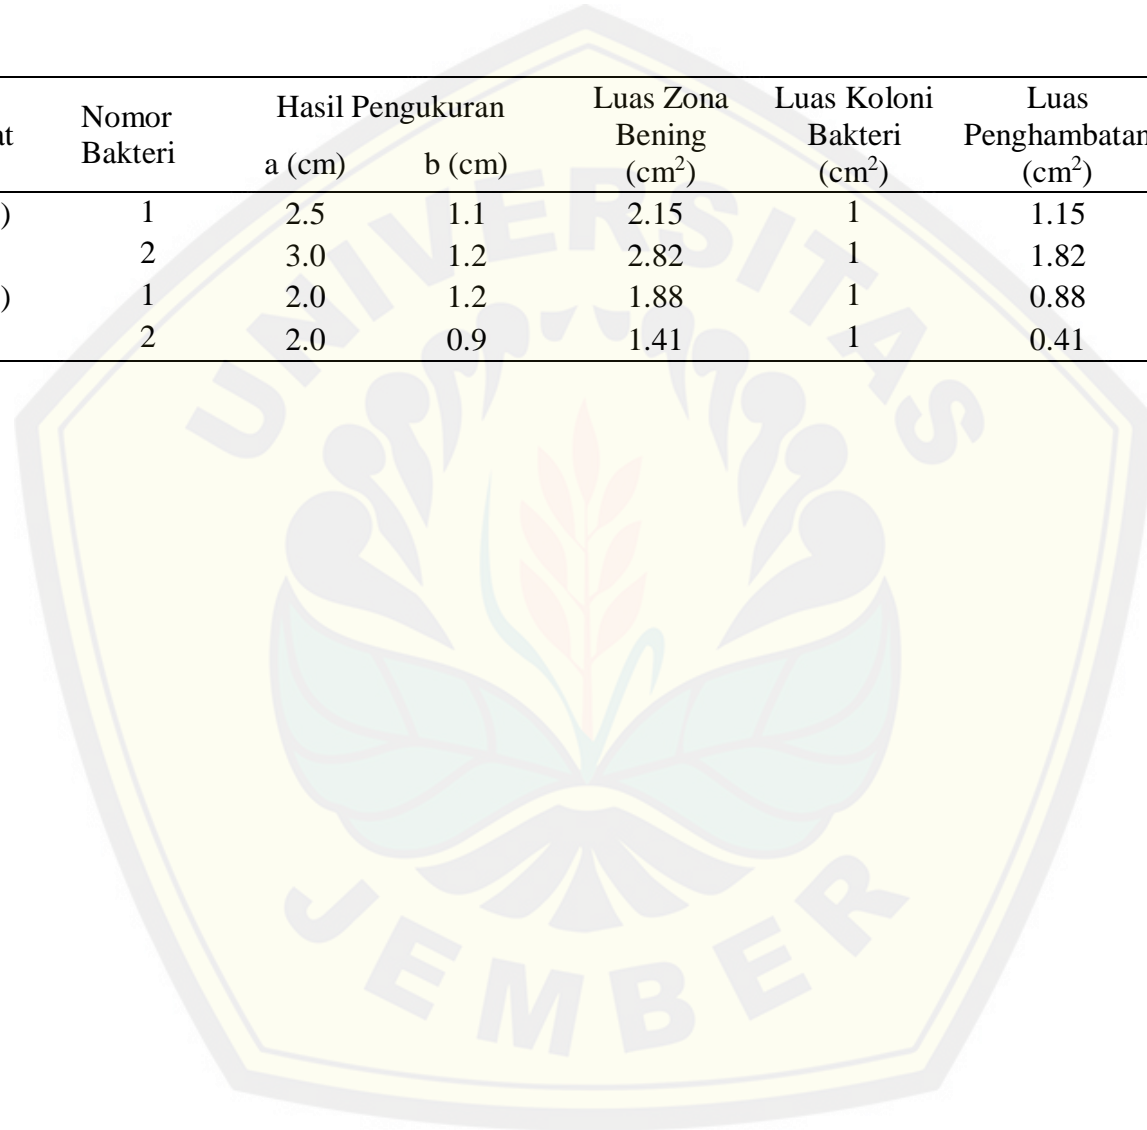 Nomor Bakteri Hasil Pengukuran Luas Zona Bening (cm²) Luas Koloni Bakteri (cm²) Luas Penghambatan (cm²)
a (cm) b (cm)
) 1 2.5 1.1 2.15 1 1.15
2 3.0 1.2 2.82 1 1.82
) 1 2.0 1.2 1.88 1 0.88
2 2.0 0.9 1.41 1 0.41
UNIVERSITAS
JEMBER